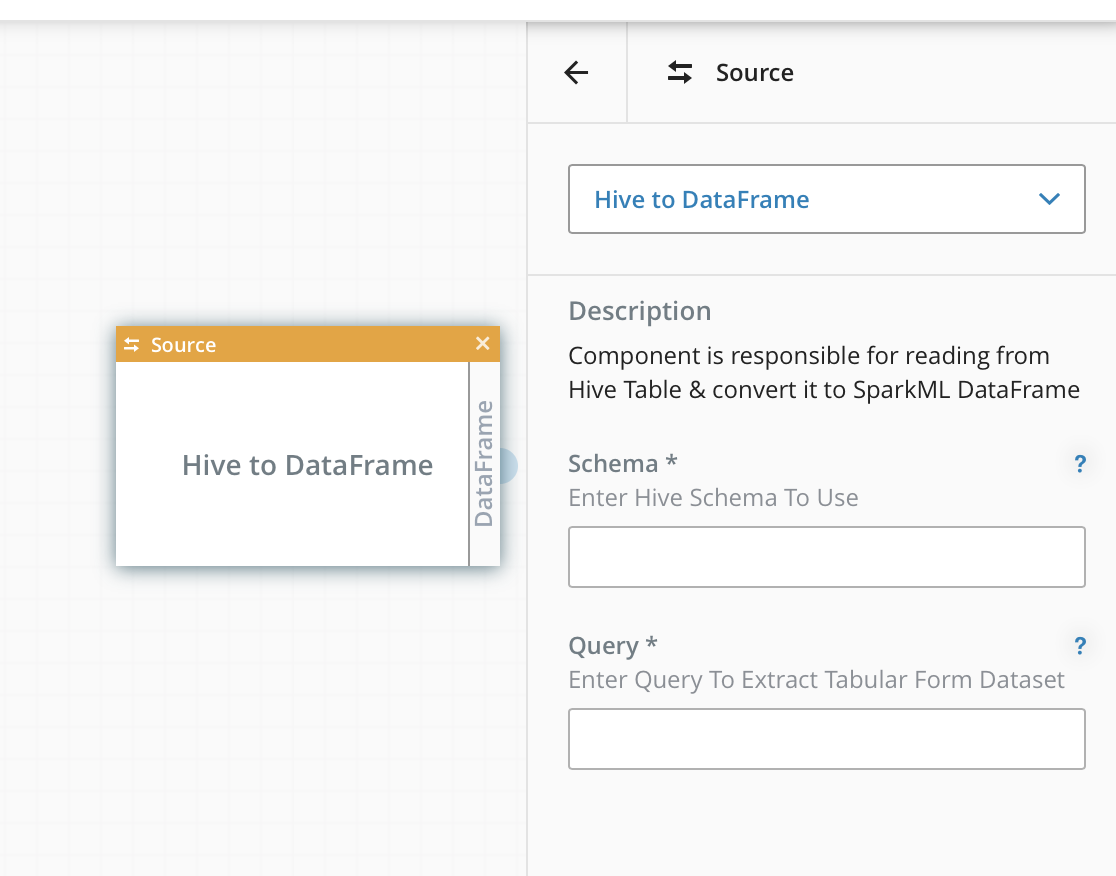 Source
Hive to DataFrame
Description
Component is responsible for reading from
Hive Table & convert it to SparkML DataFrame
Schema *
?
Enter Hive Schema To Use
Query *
?
Enter Query To Extract Tabular Form Dataset
Source
Hive to DataFrame
DataFrame